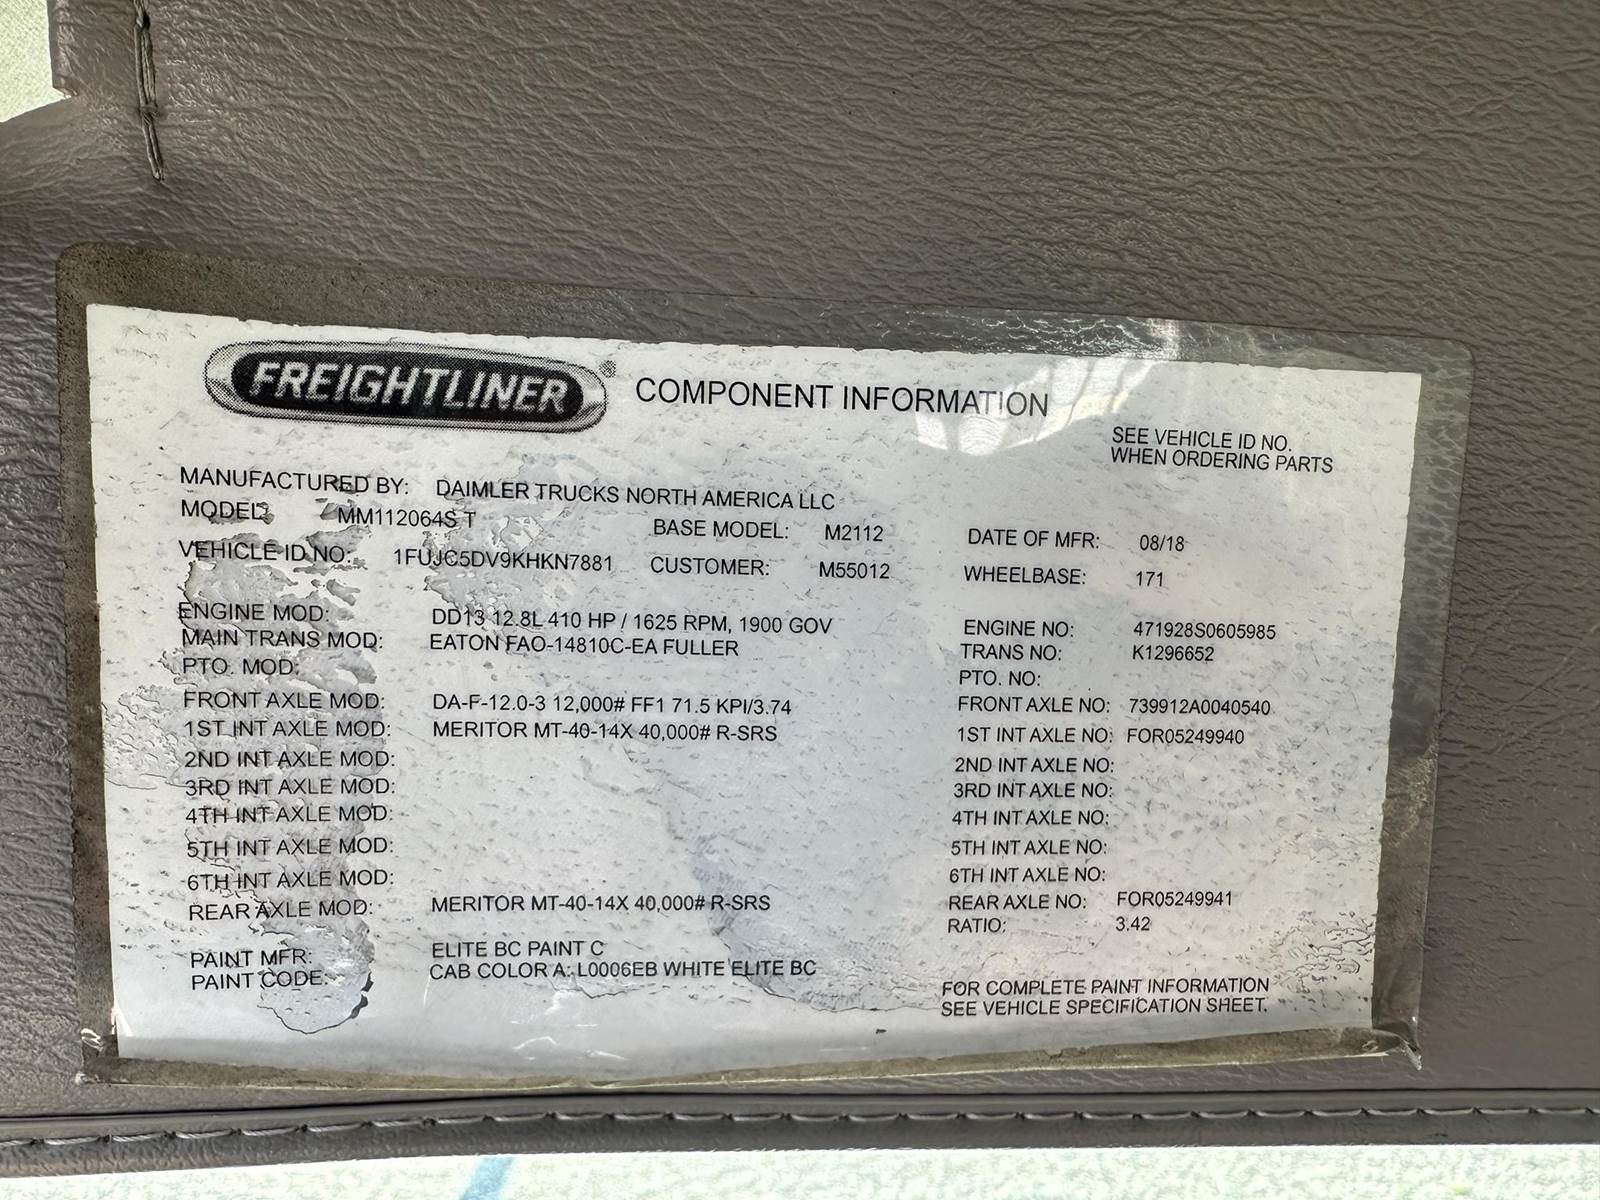 FREIGHTLINER® COMPONENT INFORMATION
SEE VEHICLE ID NO.
WHEN ORDERING PARTS
MANUFACTURED BY: DAIMLER TRUCKS NORTH AMERICA LLC
MODEL: MM112064S T BASE MODEL: M2112 DATE OF MFR: 08/18
VEHICLE ID NO: 1FUJC5DV9KHKN7881 CUSTOMER: M55012 WHEELBASE: 171
ENGINE MOD: DD13 12.8L 410 HP / 1625 RPM, 1900 GOV ENGINE NO: 471928S0605985
MAIN TRANS MOD: EATON FAO-14810C-EA FULLER TRANS NO: K1296652
PTO. MOD: PTO. NO:
FRONT AXLE MOD: DA-F-12.0-3 12,000# FF1 71.5 KPI/3.74 FRONT AXLE NO: 739912A0040540
1ST INT AXLE MOD: MERITOR MT-40-14X 40,000# R-SRS 1ST INT AXLE NO: FOR05249940
2ND INT AXLE MOD: 2ND INT AXLE NO:
3RD INT AXLE MOD: 3RD INT AXLE NO:
4TH INT AXLE MOD: 4TH INT AXLE NO:
5TH INT AXLE MOD: 5TH INT AXLE NO:
6TH INT AXLE MOD: 6TH INT AXLE NO:
REAR AXLE MOD: MERITOR MT-40-14X 40,000# R-SRS REAR AXLE NO: FOR05249941
RATIO: 3.42
PAINT MFR: ELITE BC PAINT C
PAINT CODE: CAB COLOR A: L0006EB WHITE ELITE BC
FOR COMPLETE PAINT INFORMATION
SEE VEHICLE SPECIFICATION SHEET.